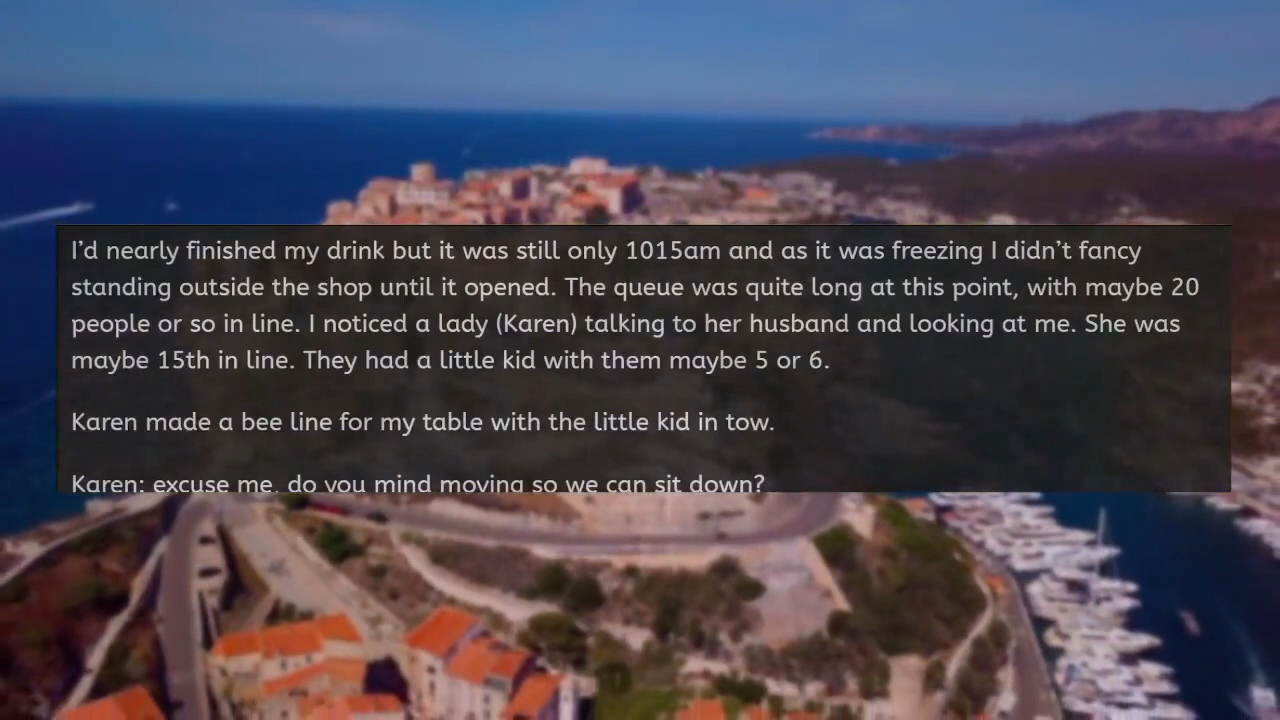 I’d nearly finished my drink but it was still only 1015am and as it was freezing I didn’t fancy
standing outside the shop until it opened. The queue was quite long at this point, with maybe 20
people or so in line. I noticed a lady (Karen) talking to her husband and looking at me. She was
maybe 15th in line. They had a little kid with them maybe 5 or 6.
Karen made a bee line for my table with the little kid in tow.
Karen: excuse me, do you mind moving so we can sit down?